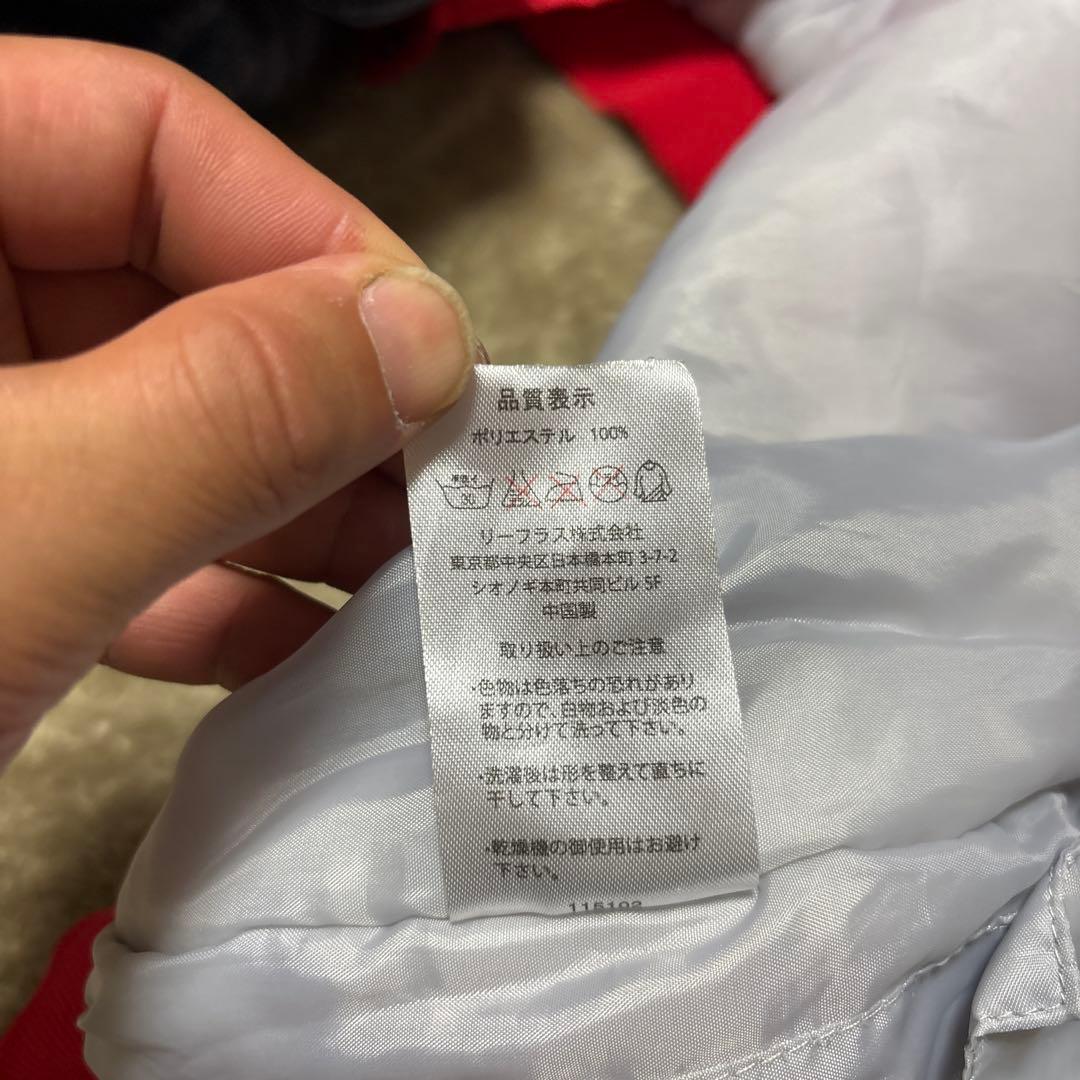 品質表示
ポリエステル 100%
手洗イ
30
リーフラス株式会社
東京都中央区日本橋本町 3-7-2
シオノギ本町共同ビル 5F
中国製
取り扱い上のご注意
・色物は色落ちの恐れがあり
ますので、白物および淡色の
物と分けて洗って下さい。
・洗濯後は形を整えて直ちに
干して下さい。
・乾燥機の御使用はお避け
下さい。